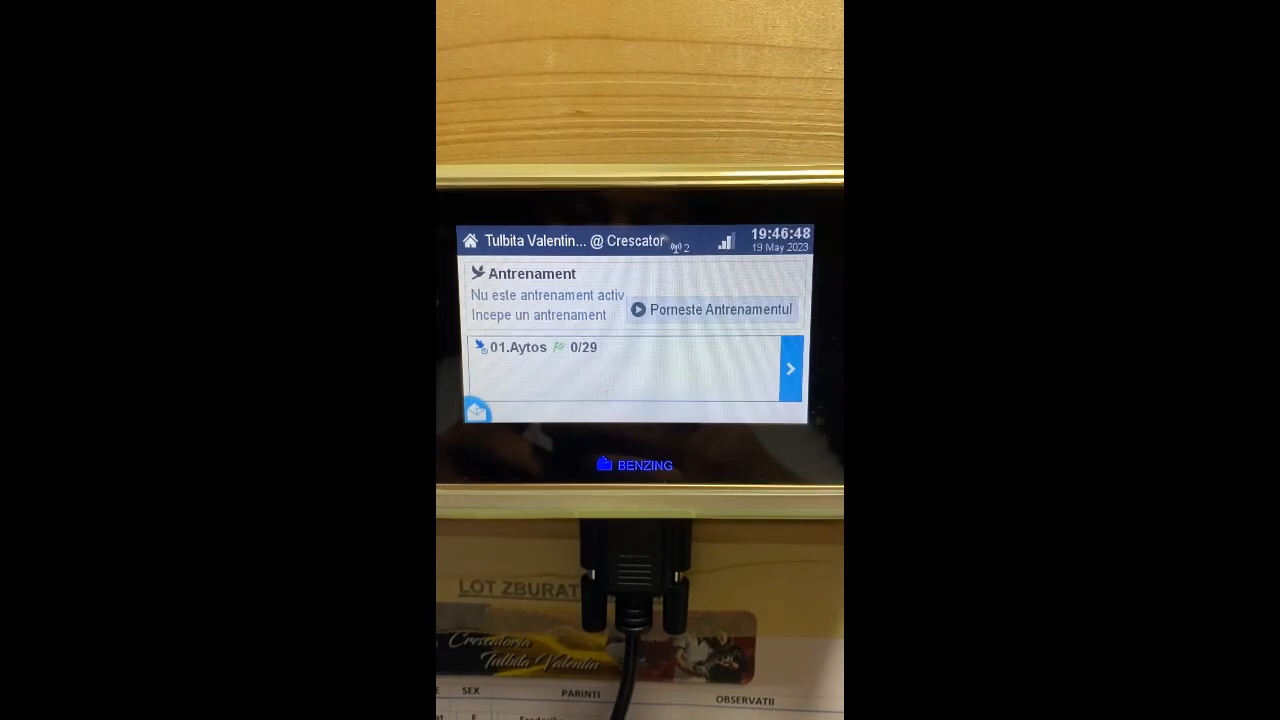 Tulbita Valentin... @ Crescator 2
19:46:48
19 May 2023
Antrenament
Nu este antrenament activ
Incepe un antrenament
Porneste Antrenamentul
01.Aytos 0/29
BENZING
LOT ZBURAT
Crescatoria
Tulbita Valentin
SEX PARINTI OBSERVATII
F